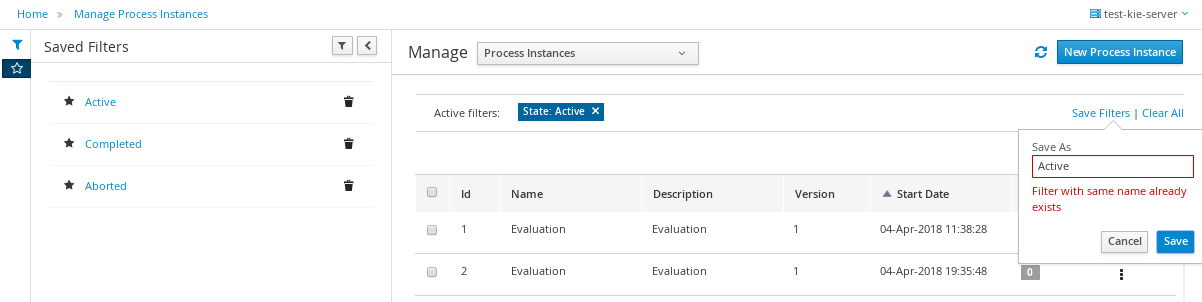 Home » Manage Process Instances
test-kie-server
Saved Filters
Active
Completed
Aborted
Manage Process Instances
New Process Instance
Active filters: State: Active ✕
Save Filters | Clear All
Save As
Active
Filter with same name already
exists
Cancel Save
Id Name Description Version Start Date
1 Evaluation Evaluation 1 04-Apr-2018 11:38:28
2 Evaluation Evaluation 1 04-Apr-2018 19:35:48 0